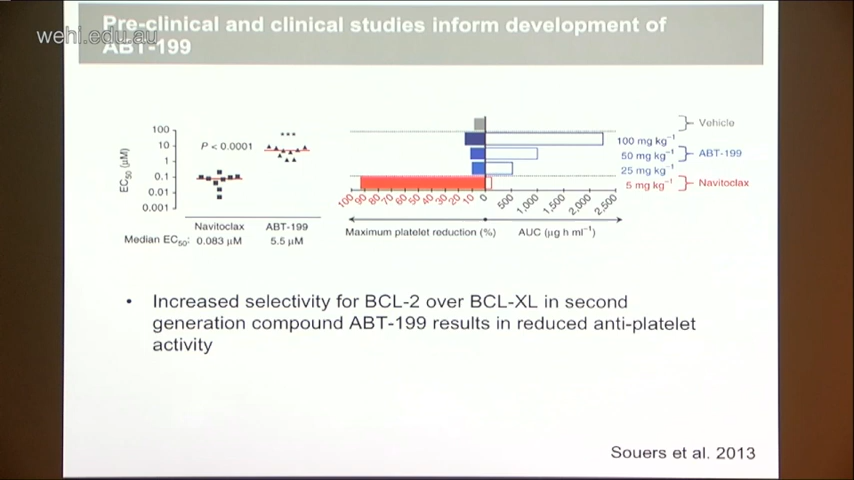 wehi.edu.au
Pre-clinical and clinical studies inform development of
ABT-199
100
10
1
0.1
0.01
0.001
EC50 (µM)
P < 0.0001
***
Navitoclax
ABT-199
Median EC50: 0.083 µM
5.5 µM
Vehicle
100 mg kg−1
50 mg kg−1
ABT-199
25 mg kg−1
5 mg kg−1
Navitoclax
100 90 80 70 60 50 40 30 20 10 0 500 1,000 1,500 2,000 2,500
Maximum platelet reduction (%)
AUC (µg h ml−1)
• Increased selectivity for BCL-2 over BCL-XL in second
generation compound ABT-199 results in reduced anti-platelet
activity
Souers et al. 2013